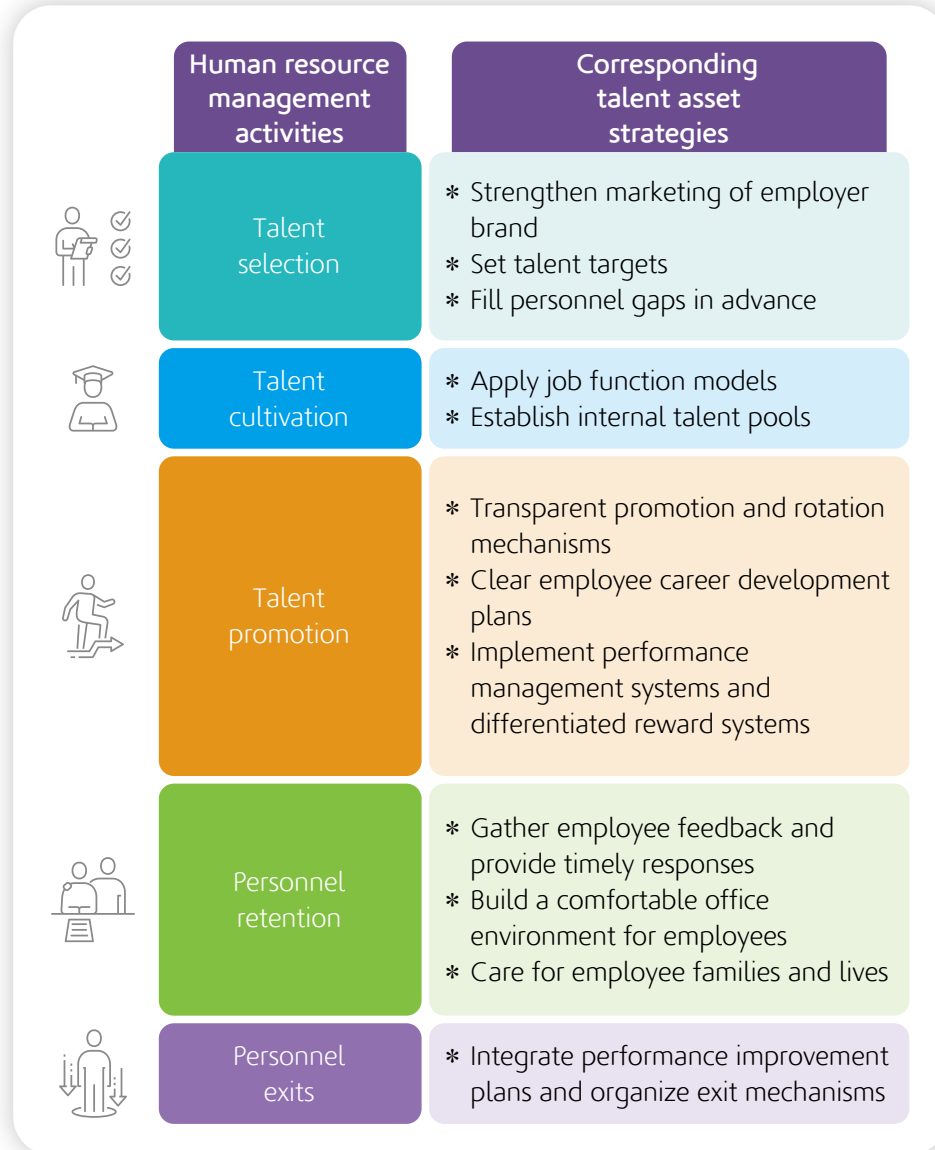 Human resource
management
activities
Corresponding
talent asset
strategies
Talent
selection
* Strengthen marketing of employer
brand
* Set talent targets
* Fill personnel gaps in advance
Talent
cultivation
* Apply job function models
* Establish internal talent pools
Talent
promotion
* Transparent promotion and rotation
mechanisms
* Clear employee career development
plans
* Implement performance
management systems and
differentiated reward systems
Personnel
retention
* Gather employee feedback and
provide timely responses
* Build a comfortable office
environment for employees
* Care for employee families and lives
Personnel
exits
* Integrate performance improvement
plans and organize exit mechanisms